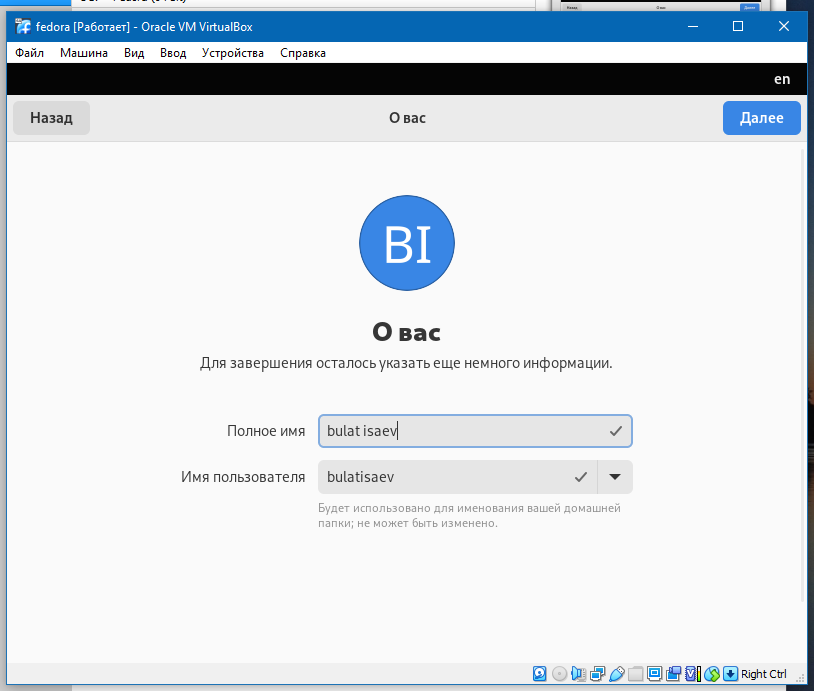 fedora [Работает] - Oracle VM VirtualBox
Файл Машина Вид Ввод Устройства Справка
en
Назад О вас Далее
BI
О вас
Для завершения осталось указать еще немного информации.
Полное имя bulat isaev
Имя пользователя bulatisaev
Будет использовано для именования вашей домашней
папки; не может быть изменено.
Right Ctrl